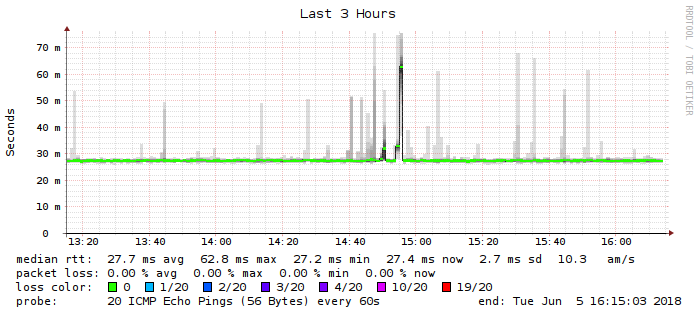 Last 3 Hours
RRDTOOL / TOBI OETIKER
Seconds
70 m
60 m
50 m
40 m
30 m
20 m
10 m
0
13:20 13:40 14:00 14:20 14:40 15:00 15:20 15:40 16:00
median rtt: 27.7 ms avg 62.8 ms max 27.2 ms min 27.4 ms now 2.7 ms sd 10.3 am/s
packet loss: 0.00 % avg 0.00 % max 0.00 % min 0.00 % now
loss color: 0 1/20 2/20 3/20 4/20 10/20 19/20
probe: 20 ICMP Echo Pings (56 Bytes) every 60s end: Tue Jun 5 16:15:03 2018